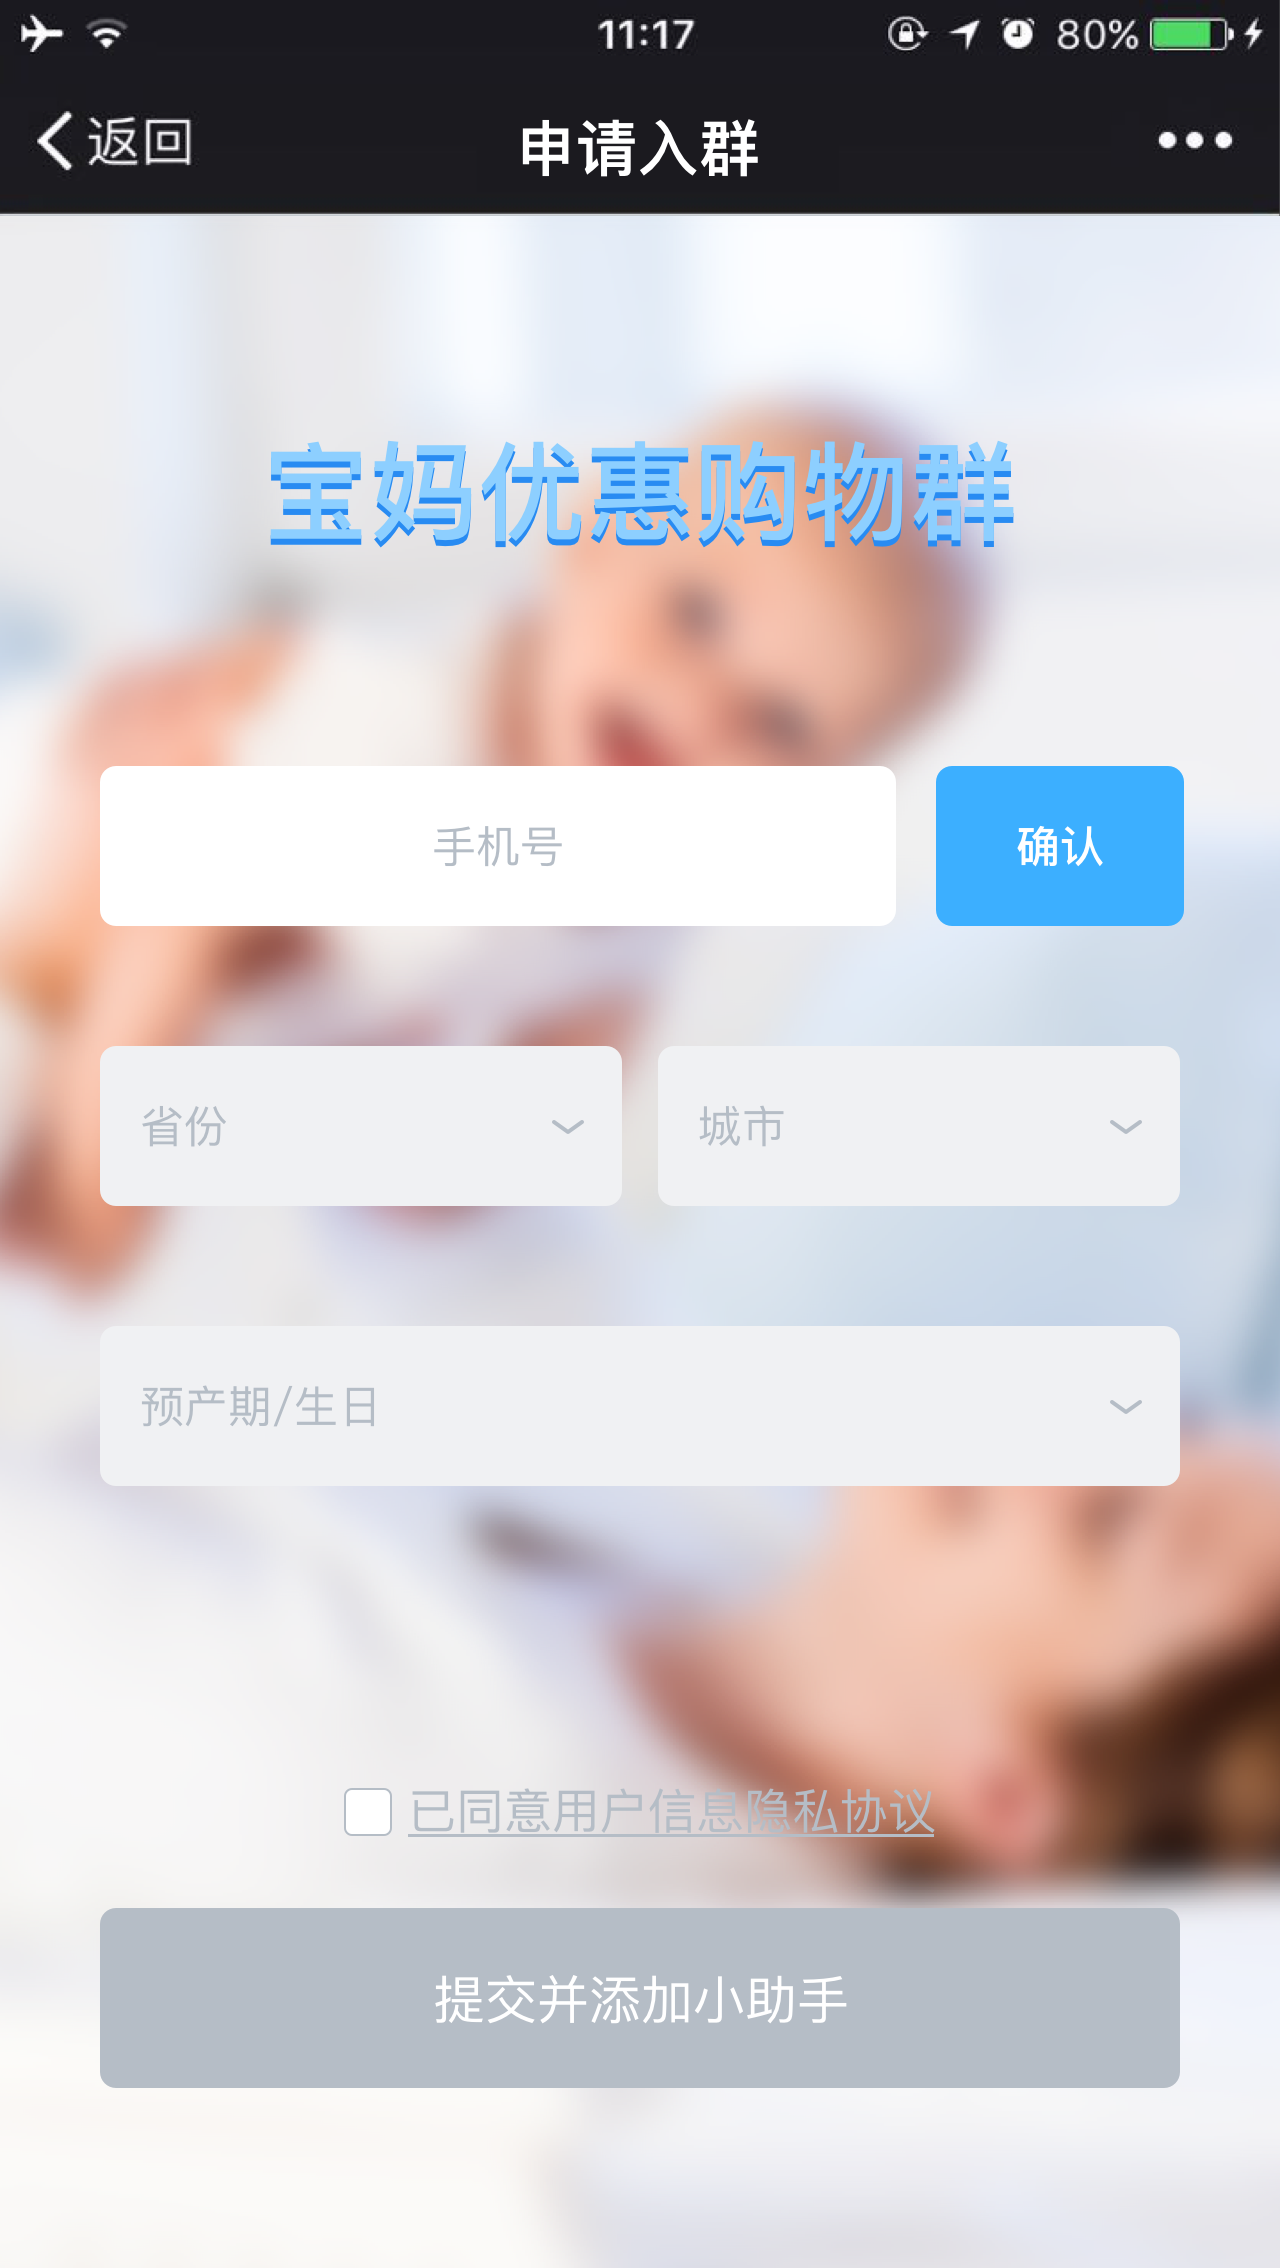 11:17
80%
返回
申请入群
宝妈优惠购物群
手机号
确认
省份
城市
预产期/生日
已同意用户信息隐私协议
提交并添加小助手